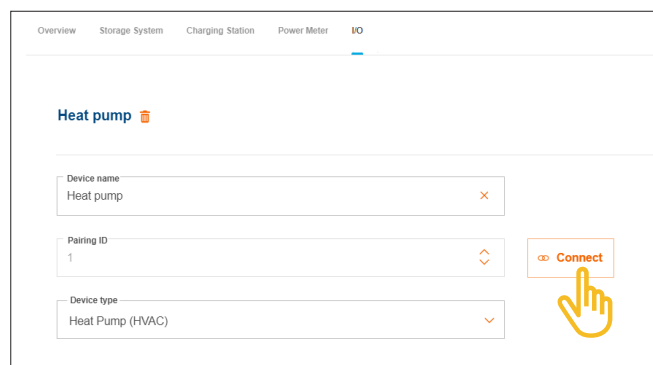 Overview Storage System Charging Station Power Meter I/O
Heat pump
Device name
Heat pump
Pairing ID
1
Connect
Device type
Heat Pump (HVAC)